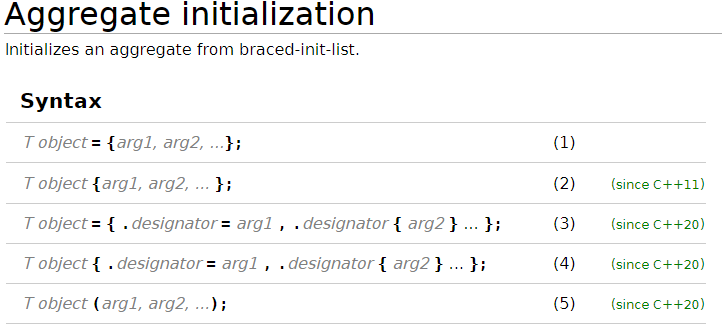 Aggregate initialization
Initializes an aggregate from braced-init-list.
Syntax
T object = {arg1, arg2, ...}; (1)
T object {arg1, arg2, ... }; (2) (since C++11)
T object = { .designator = arg1 , .designator { arg2 } ... }; (3) (since C++20)
T object { .designator = arg1 , .designator { arg2 } ... }; (4) (since C++20)
T object (arg1, arg2, ...); (5) (since C++20)